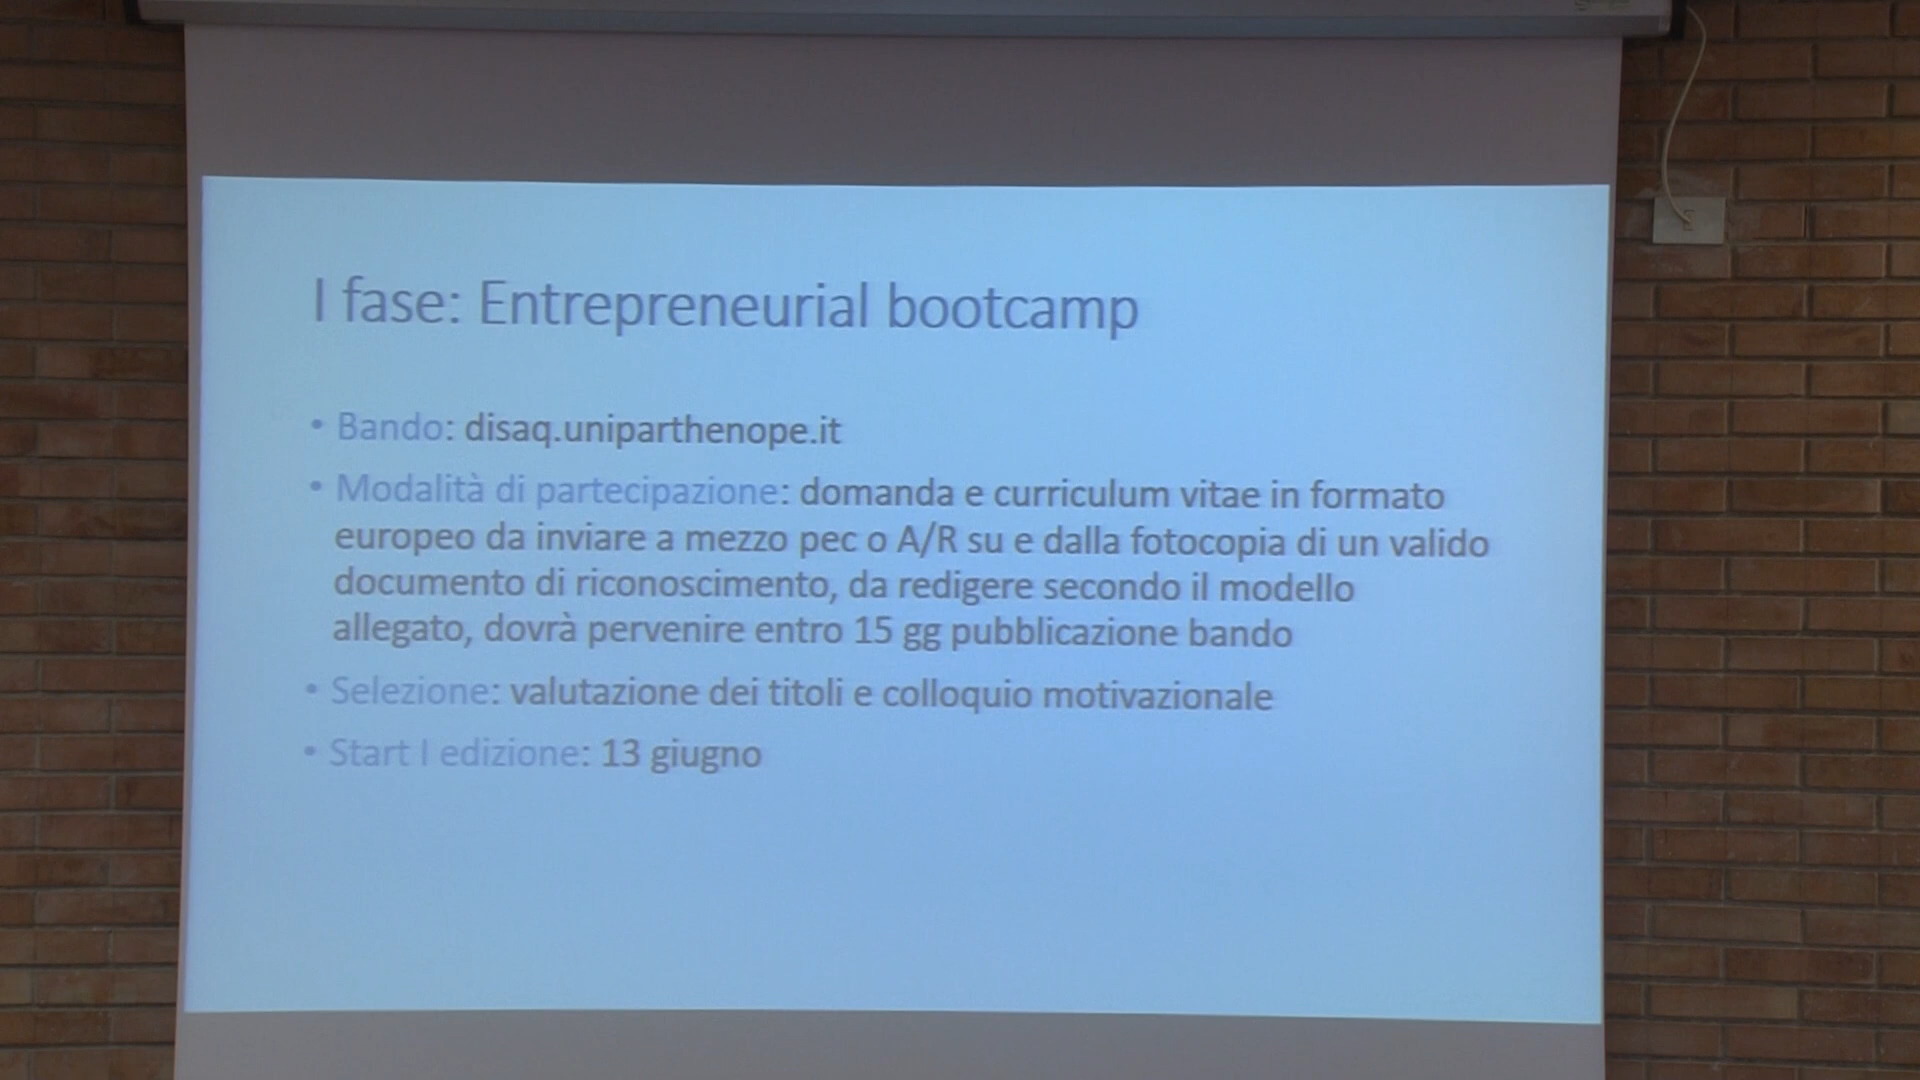 I fase: Entrepreneurial bootcamp
• Bando: disaq.uniparthenope.it
• Modalità di partecipazione: domanda e curriculum vitae in formato
europeo da inviare a mezzo pec o A/R su e dalla fotocopia di un valido
documento di riconoscimento, da redigere secondo il modello
allegato, dovrà pervenire entro 15 gg pubblicazione bando
• Selezione: valutazione dei titoli e colloquio motivazionale
• Start I edizione: 13 giugno